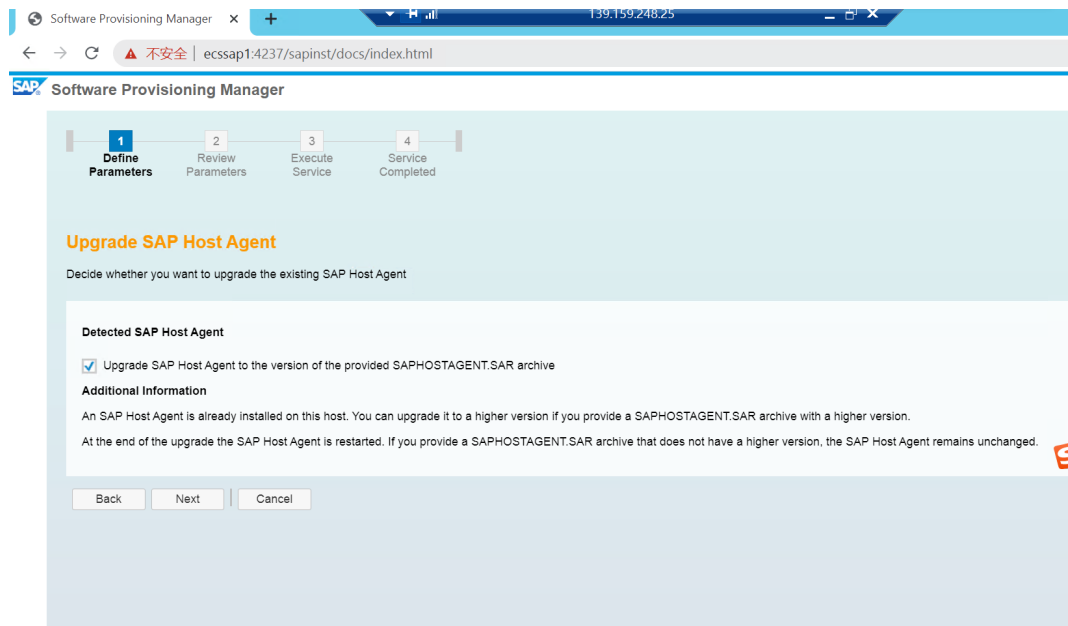 Software Provisioning Manager
139.159.248.25
不安全 ecssap1:4237/sapinst/docs/index.html
SAP Software Provisioning Manager
1 2 3 4
Define Review Execute Service
Parameters Parameters Service Completed
Upgrade SAP Host Agent
Decide whether you want to upgrade the existing SAP Host Agent
Detected SAP Host Agent
Upgrade SAP Host Agent to the version of the provided SAPHOSTAGENT.SAR archive
Additional Information
An SAP Host Agent is already installed on this host. You can upgrade it to a higher version if you provide a SAPHOSTAGENT.SAR archive with a higher version.
At the end of the upgrade the SAP Host Agent is restarted. If you provide a SAPHOSTAGENT.SAR archive that does not have a higher version, the SAP Host Agent remains unchanged.
Back Next Cancel